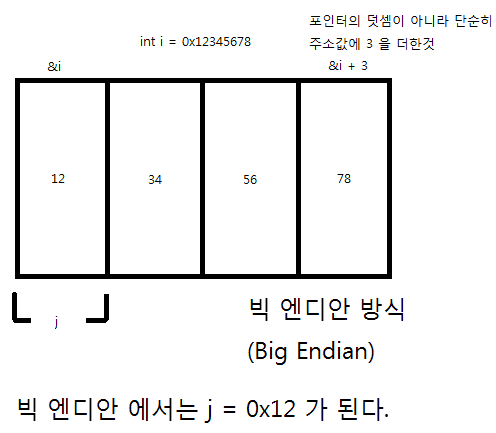 포인터의 덧셈이 아니라 단순히
int i = 0x12345678
주소값에 3 을 더한것
&i
&i + 3
12
34
56
78
j
빅 엔디안 방식
(Big Endian)
빅 엔디안 에서는 j = 0x12 가 된다.